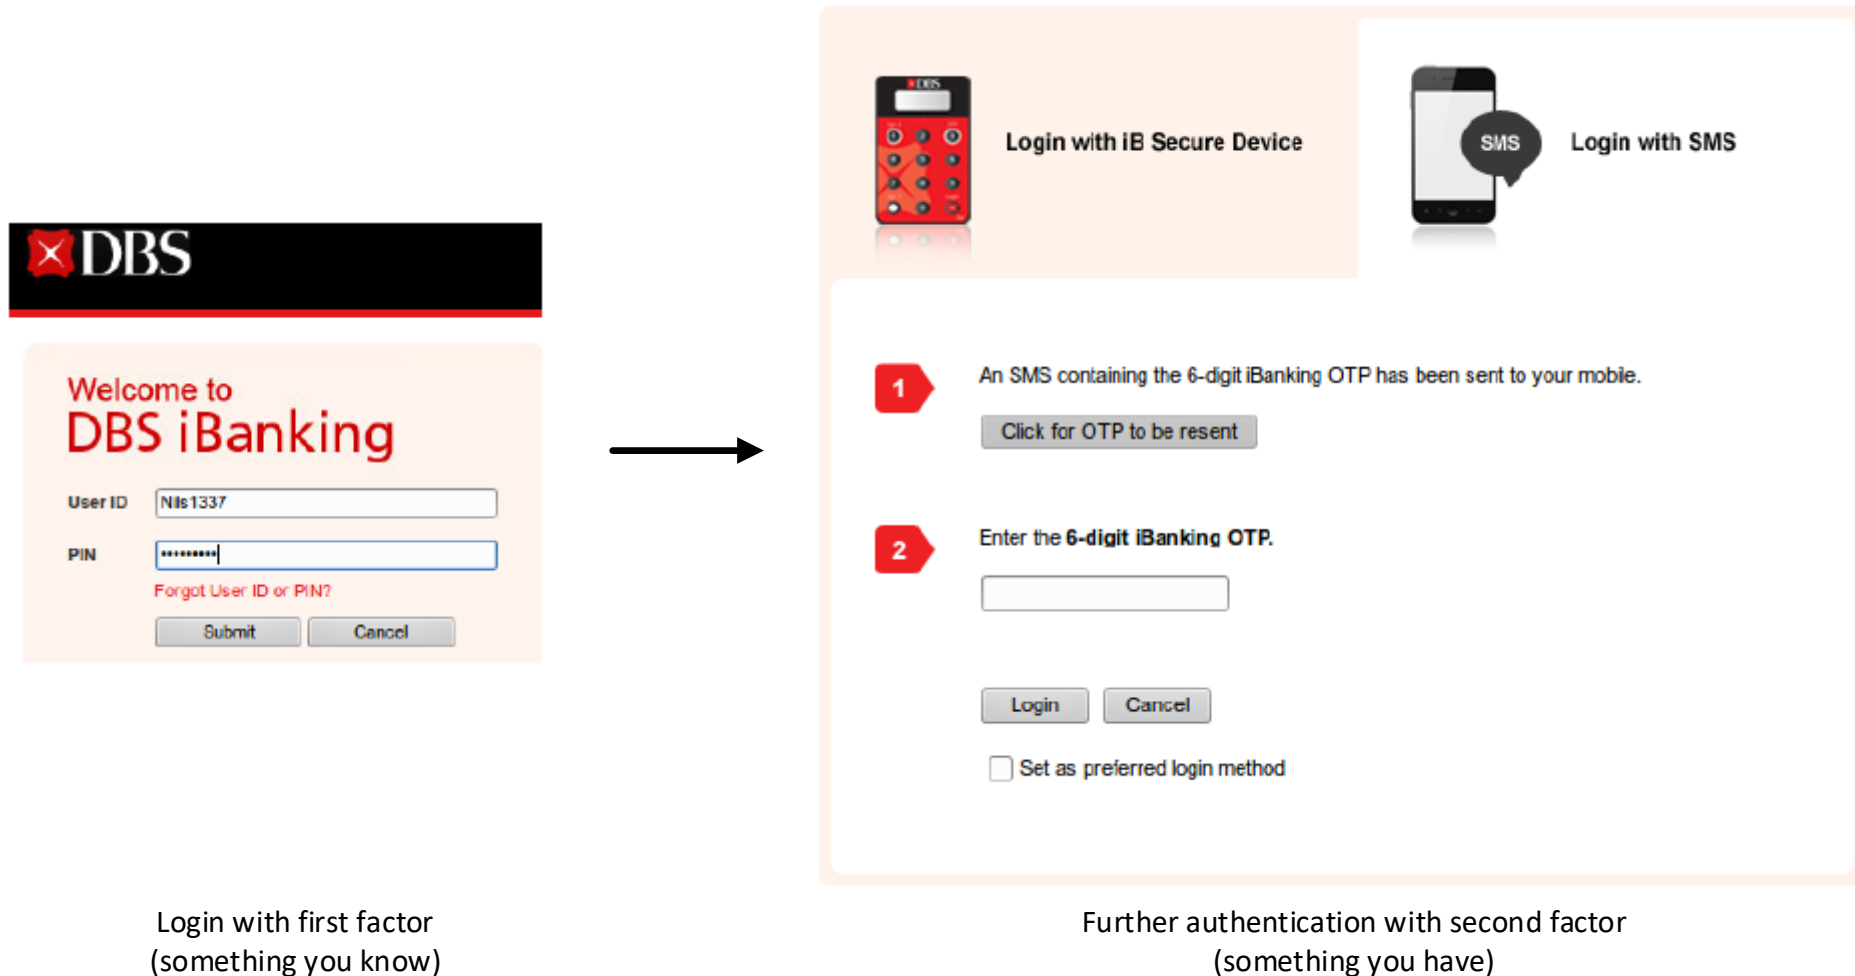 DBS
Welcome to
DBS iBanking
User ID
Nils1337
PIN
•••••••••
Forgot User ID or PIN?
Submit
Cancel
Login with first factor
(something you know)
DBS
Login with iB Secure Device
SMS
Login with SMS
1
An SMS containing the 6-digit iBanking OTP has been sent to your mobile.
Click for OTP to be resent
2
Enter the 6-digit iBanking OTP.
Login
Cancel
Set as preferred login method
Further authentication with second factor
(something you have)